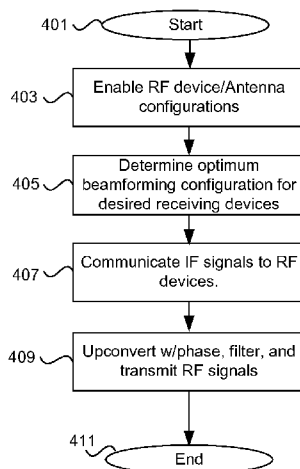 401
Start
403
Enable RF device/Antenna
configurations
405
Determine optimum
beamforming configuration for
desired receiving devices
407
Communicate IF signals to RF
devices.
409
Upconvert w/phase, filter, and
transmit RF signals
411
End